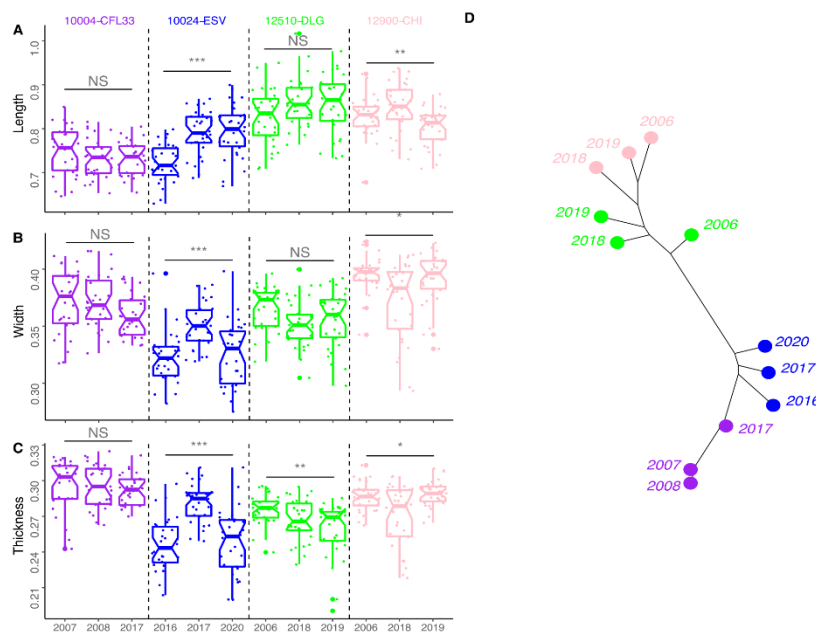 10004-CFL33 10024-ESV 12510-DLG 12900-CHI D
A
Length
1.0
0.9
0.8
0.7
NS *** NS **
B
Width
0.40
0.35
0.30
NS *** NS *
C
Thickness
0.33
0.30
0.27
0.24
0.21
NS *** ** *
2007 2008 2017 2016 2017 2020 2006 2018 2019 2006 2018 2019
2006
2019
2018
2019
2006
2018
2020
2017
2016
2017
2007
2008